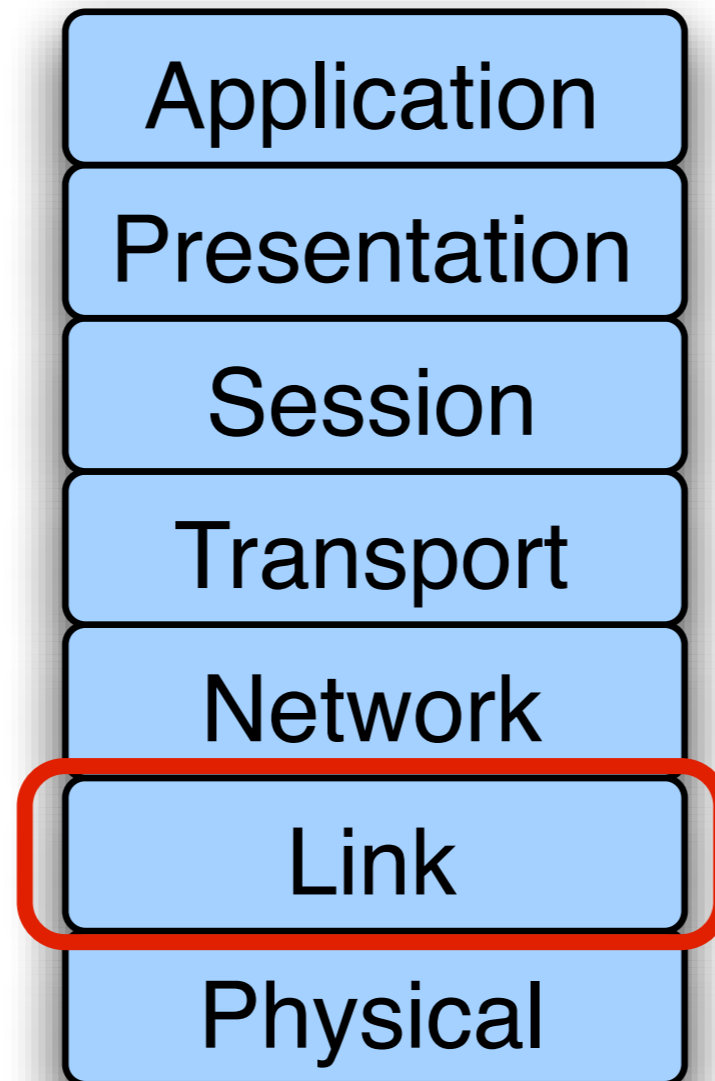 Application
Presentation
Session
Transport
Network
Link
Physical